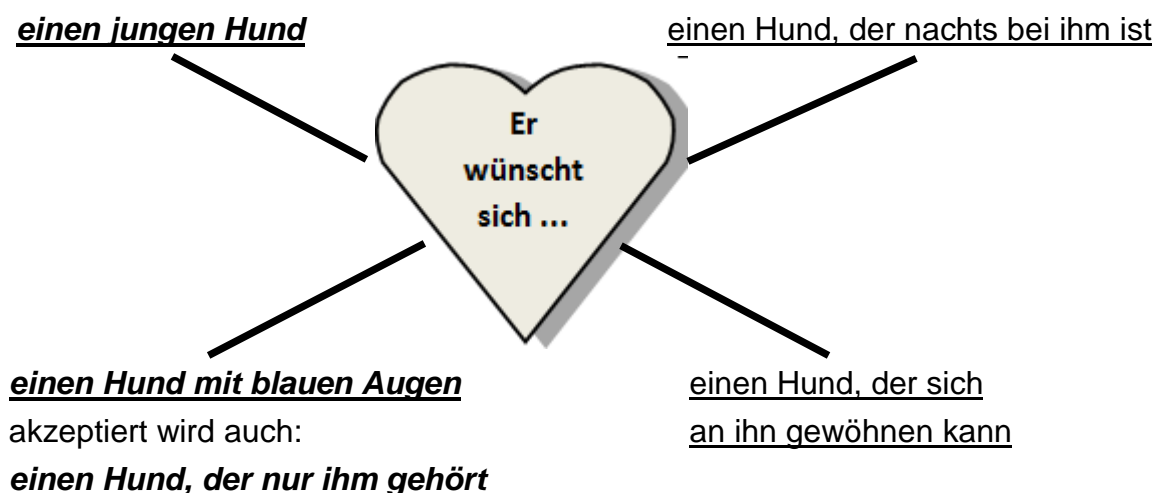 einen jungen Hund
einen Hund, der nachts bei ihm ist
Er
wünscht
sich ...
einen Hund mit blauen Augen
akzeptiert wird auch:
einen Hund, der nur ihm gehört
einen Hund, der sich
an ihn gewöhnen kann